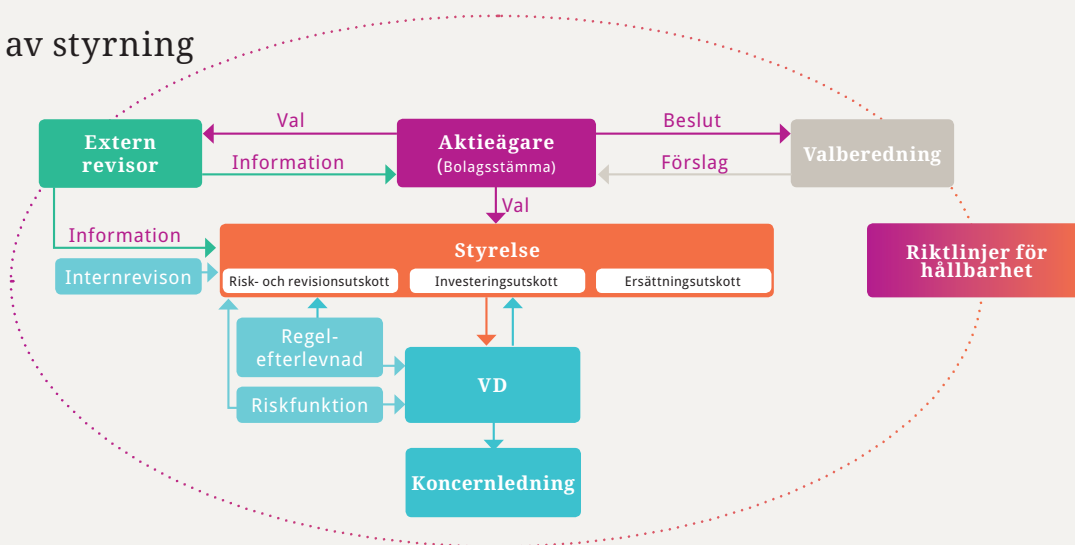 av styrning
Val
Beslut
Extern
revisor
Aktieägare
(Bolagsstämma)
Valberedning
Information
Förslag
Val
Information
Styrelse
Riktlinjer för
hållbarhet
Internrevison
Risk- och revisionsutskott
Investeringsutskott
Ersättningsutskott
Regel-
efterlevnad
VD
Riskfunktion
Koncernledning